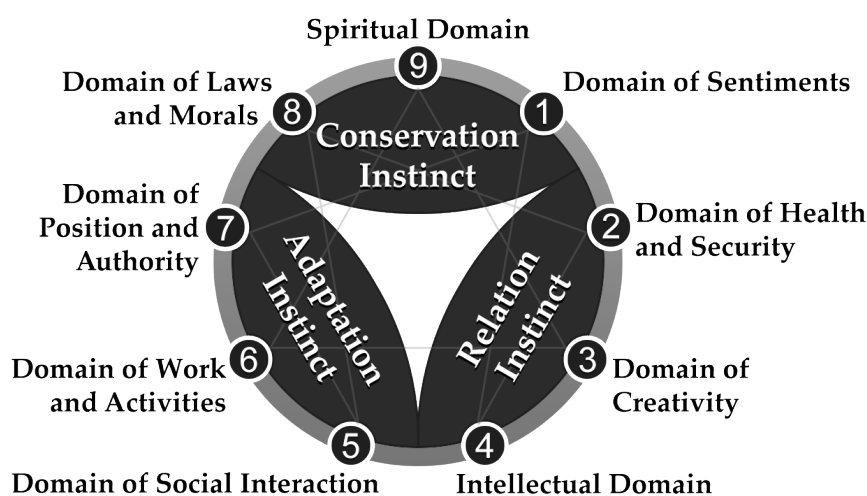 Spiritual Domain
9
Domain of Laws
and Morals
8
1
Domain of Sentiments
Conservation
Instinct
Domain of
Position and
Authority
7
2
Domain of Health
and Security
Adaptation
Instinct
Relation
Instinct
Domain of Work
and Activities
6
3
Domain of
Creativity
5
4
Domain of Social Interaction
Intellectual Domain